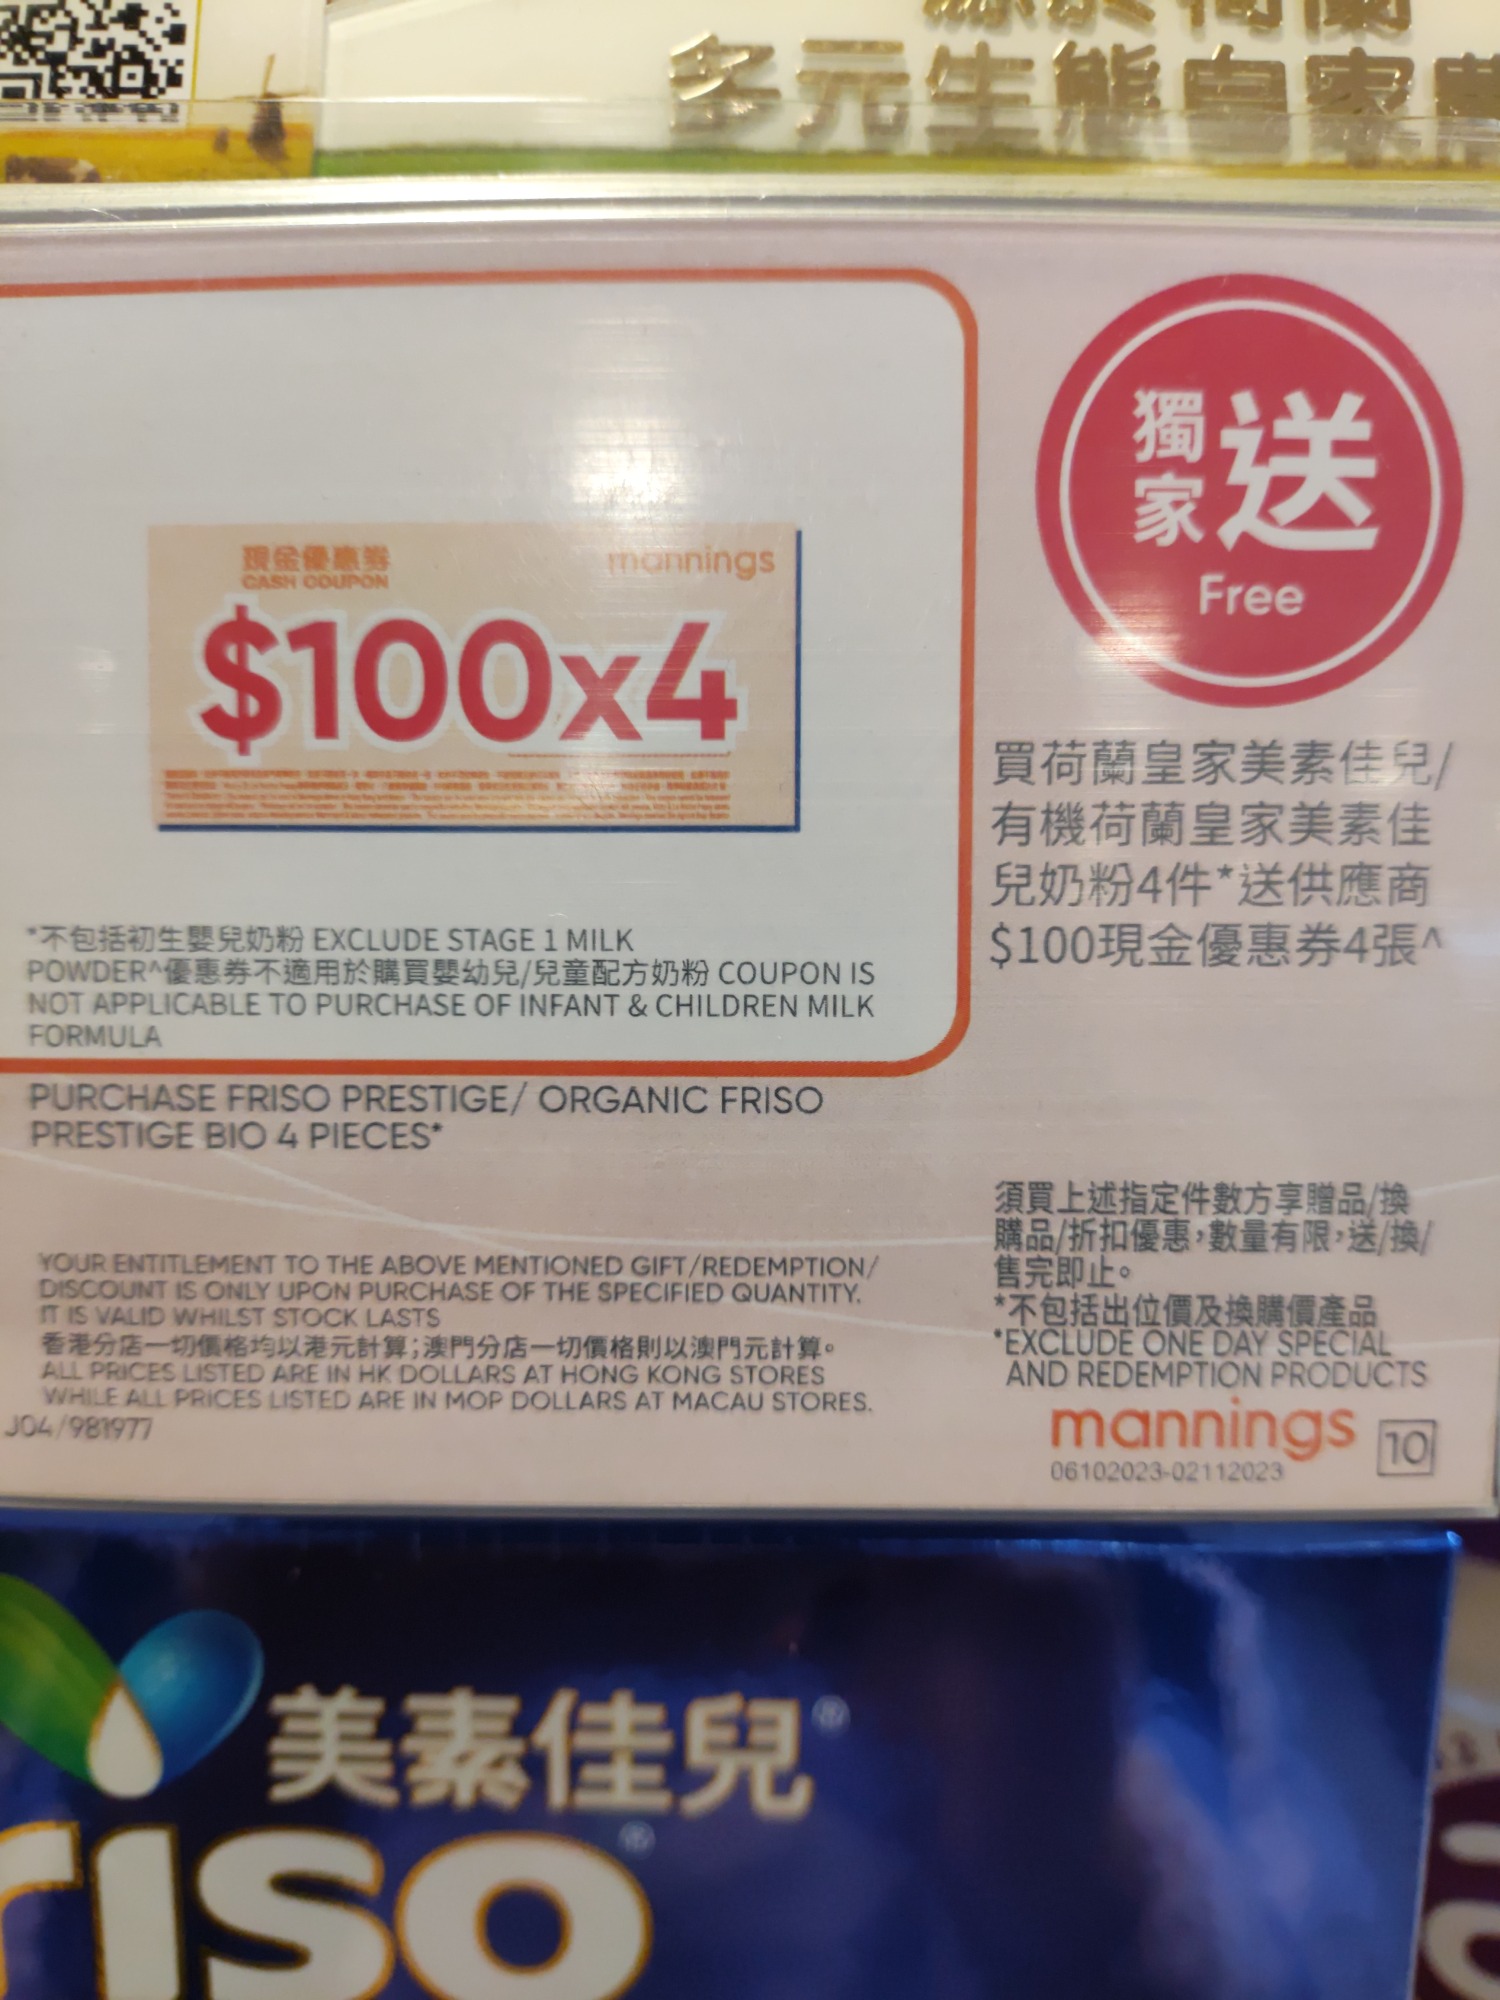 多元生態皇家
獨家送
Free
現金優惠券
CASH COUPON
mannings
$100x4
買荷蘭皇家美素佳兒/
有機荷蘭皇家美素佳
兒奶粉4件*送供應商
$100現金優惠券4張^
*不包括初生嬰兒奶粉 EXCLUDE STAGE 1 MILK
POWDER^優惠券不適用於購買嬰幼兒/兒童配方奶粉 COUPON IS
NOT APPLICABLE TO PURCHASE OF INFANT & CHILDREN MILK
FORMULA
PURCHASE FRISO PRESTIGE/ ORGANIC FRISO
PRESTIGE BIO 4 PIECES*
須買上述指定件數方享贈品/換
購品/折扣優惠，數量有限，送/換/
售完即止。
*不包括出位價及換購價產品
*EXCLUDE ONE DAY SPECIAL
AND REDEMPTION PRODUCTS
YOUR ENTITLEMENT TO THE ABOVE MENTIONED GIFT/REDEMPTION/
DISCOUNT IS ONLY UPON PURCHASE OF THE SPECIFIED QUANTITY.
IT IS VALID WHILST STOCK LASTS
香港分店一切價格均以港元計算;澳門分店一切價格則以澳門元計算。
ALL PRICES LISTED ARE IN HK DOLLARS AT HONG KONG STORES
WHILE ALL PRICES LISTED ARE IN MOP DOLLARS AT MACAU STORES.
J04/981977
mannings
10
06102023-02112023
美素佳兒®
riso®